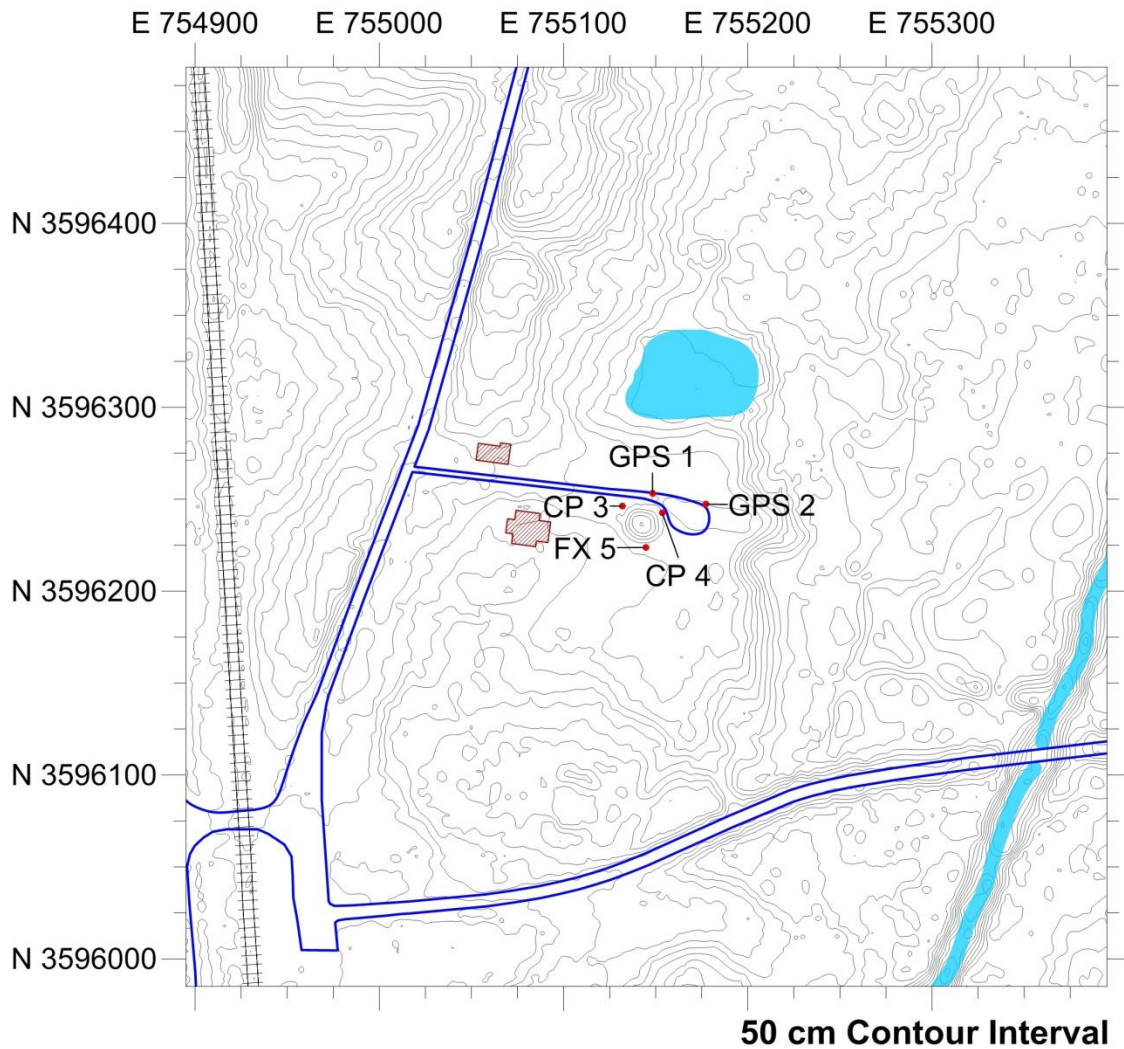 E 754900 E 755000 E 755100 E 755200 E 755300
N 3596400
N 3596300
GPS 1
CP 3
GPS 2
FX 5
CP 4
N 3596200
N 3596100
N 3596000
50 cm Contour Interval